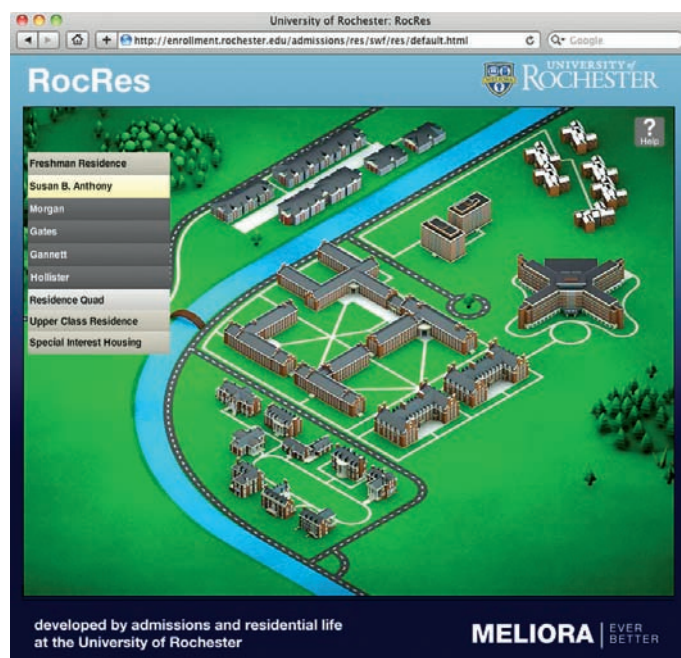 University of Rochester: RocRes
http://enrollment.rochester.edu/admissions/res/swf/res/default.html
Google
RocRes
UNIVERSITY of
ROCHESTER
MELIORA
?
Help
Freshman Residence
Susan B. Anthony
Morgan
Gates
Gannett
Hollister
Residence Quad
Upper Class Residence
Special Interest Housing
developed by admissions and residential life
at the University of Rochester
MELIORA | EVER
BETTER